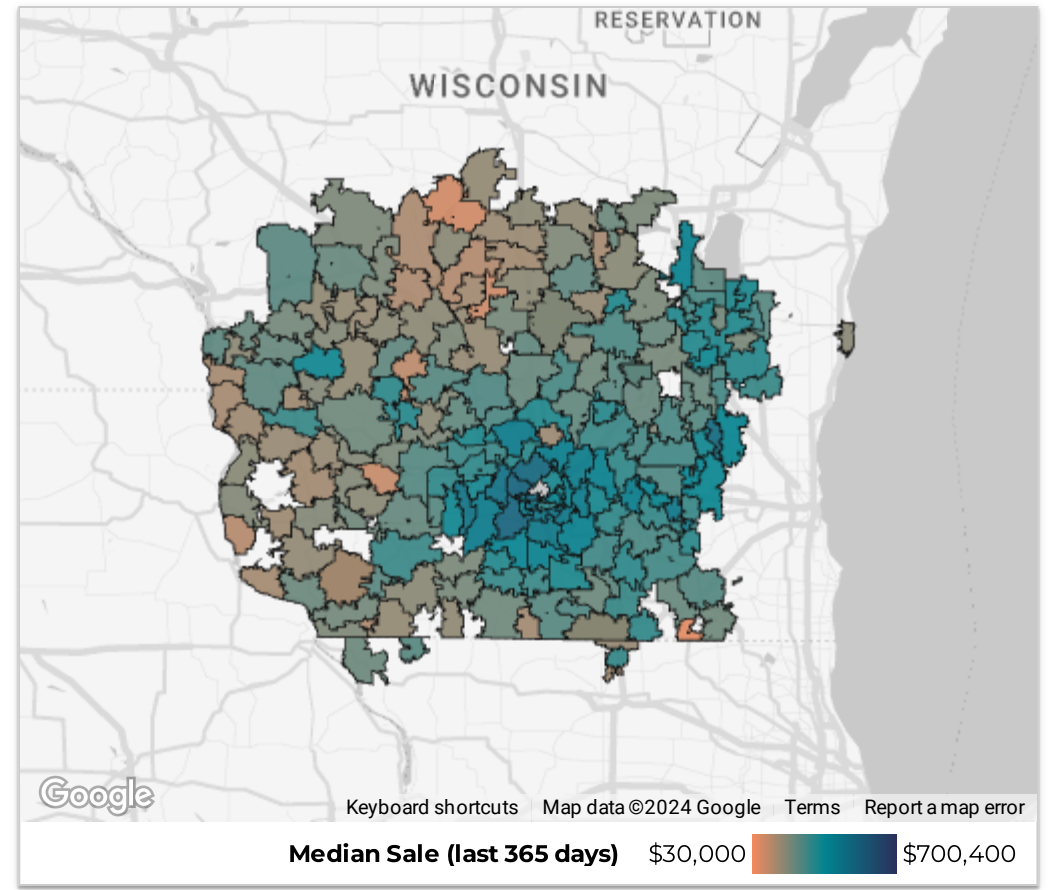 RESERVATION
WISCONSIN
Google
Keyboard shortcuts Map data ©2024 Google Terms Report a map error
Median Sale (last 365 days) $30,000 $700,400